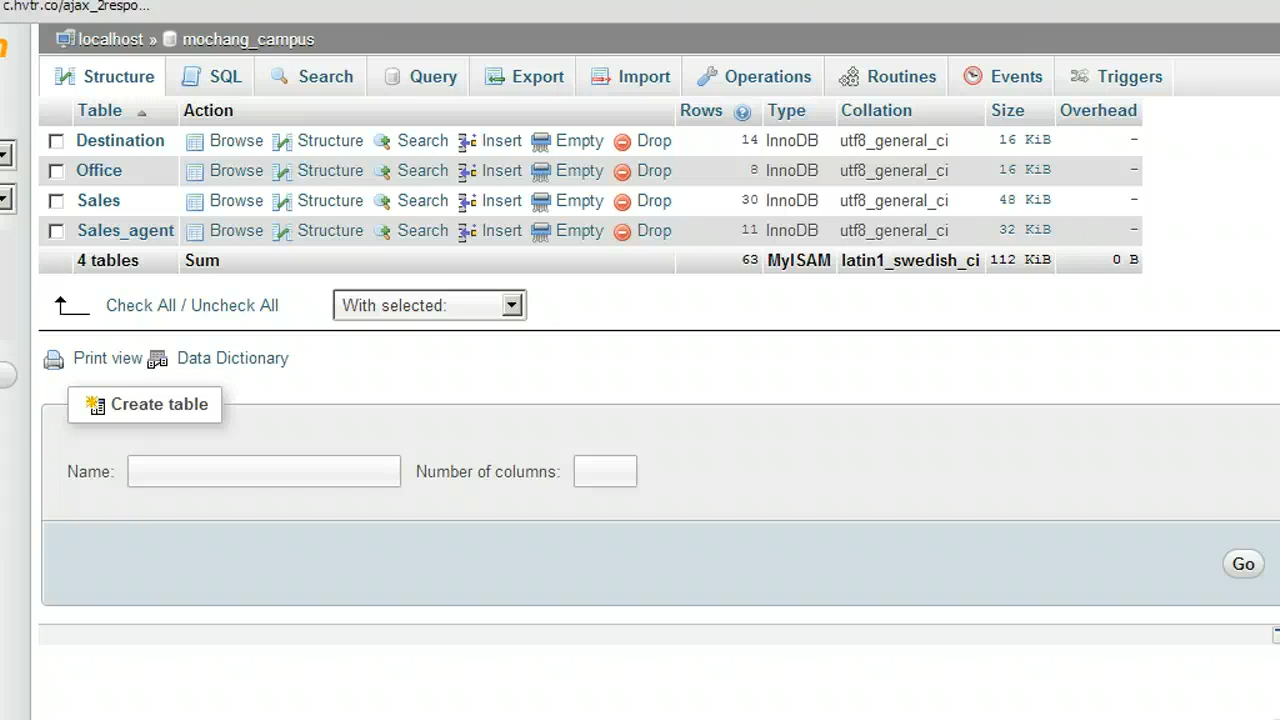 c.hvtr.co/ajax_2respo...
localhost » mochang_campus
Structure SQL Search Query Export Import Operations Routines Events Triggers
Table Action Rows Type Collation Size Overhead
Destination Browse Structure Search Insert Empty Drop 14 InnoDB utf8_general_ci 16 KiB -
Office Browse Structure Search Insert Empty Drop 8 InnoDB utf8_general_ci 16 KiB -
Sales Browse Structure Search Insert Empty Drop 30 InnoDB utf8_general_ci 48 KiB -
Sales_agent Browse Structure Search Insert Empty Drop 11 InnoDB utf8_general_ci 32 KiB -
4 tables Sum 63 MyISAM latin1_swedish_ci 112 KiB 0 B
Check All / Uncheck All With selected:
Print view Data Dictionary
Create table
Name: Number of columns:
Go